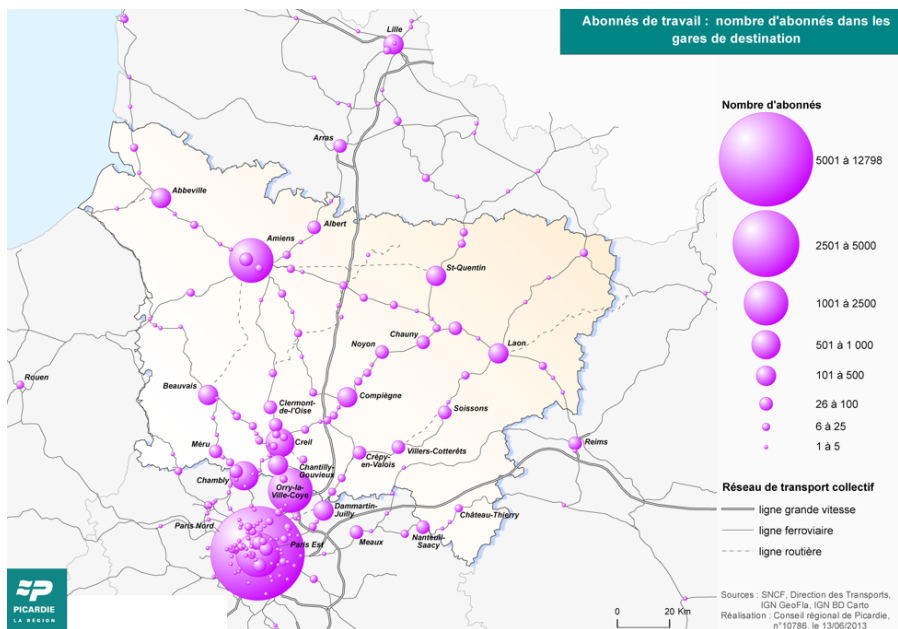 Abonnés de travail : nombre d'abonnés dans les
gares de destination
Lille
Arras
Abbeville
Albert
Amiens
St-Quentin
Chauny
Noyon
Laon
Rouen
Beauvais
Compiègne
Clermont-
de-l'Oise
Soissons
Creil
Méru
Reims
Villers-Cotterêts
Crépy-
en-Valois
Chantilly-
Gouvieux
Chambly
Orry-la-
Ville-Coye
Dammartin-
Juilly
Château-Thierry
Paris Nord
Nanteuil-
Saacy
Paris Est
Meaux
Nombre d'abonnés
5001 à 12798
2501 à 5000
1001 à 2500
501 à 1 000
101 à 500
26 à 100
6 à 25
1 à 5
Réseau de transport collectif
ligne grande vitesse
ligne ferroviaire
ligne routière
0 20 Km
Sources : SNCF, Direction des Transports,
IGN GeoFla, IGN BD Carto
Réalisation : Conseil régional de Picardie,
n°10786, le 13/06/2013
PICARDIE
LA RÉGION